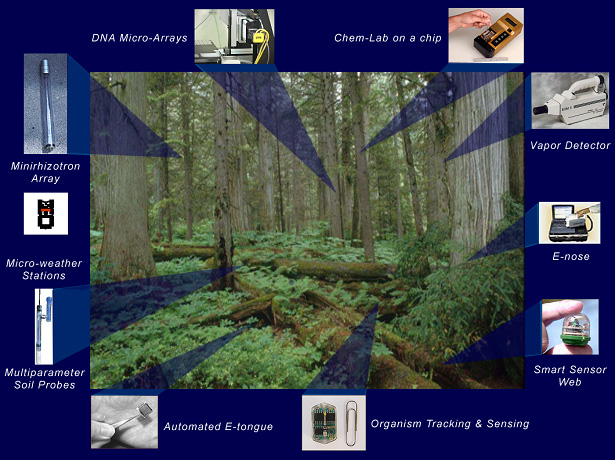 DNA Micro-Arrays
Chem-Lab on a chip
Minirhizotron
Array
Vapor Detector
Micro-weather
Stations
E-nose
Multiparameter
Soil Probes
Smart Sensor
Web
Automated E-tongue
Organism Tracking & Sensing